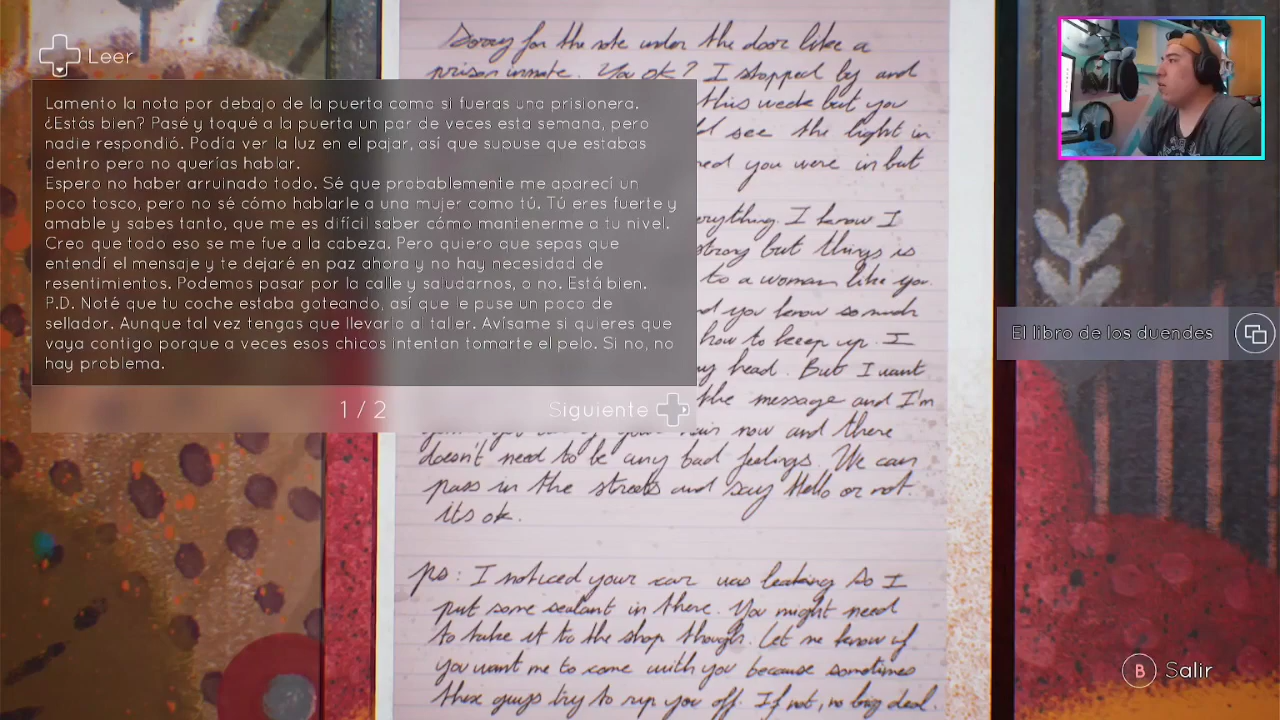 Leer
Lamento la nota por debajo de la puerta como si fueras una prisionera.
¿Estás bien? Pasé y toqué a la puerta un par de veces esta semana, pero
nadie respondió. Podía ver la luz en el pajar, así que supuse que estabas
dentro pero no querías hablar.
Espero no haber arruinado todo. Sé que probablemente me aparecí un
poco tosco, pero no sé cómo hablarle a una mujer como tú. Tú eres fuerte y
amable y sabes tanto, que me es difícil saber cómo mantenerme a tu nivel.
Creo que todo eso se me fue a la cabeza. Pero quiero que sepas que
entendí el mensaje y te dejaré en paz ahora y no hay necesidad de
resentimientos. Podemos pasar por la calle y saludarnos, o no. Está bien.
P.D. Noté que tu coche estaba goteando, así que le puse un poco de
sellador. Aunque tal vez tengas que llevarlo al taller. Avísame si quieres que
vaya contigo porque a veces esos chicos intentan tomarte el pelo. Si no, no
hay problema.
1 / 2
Siguiente
Sorry for the note under the door like a
prison inmate. You ok? I stopped by and
this week but you
see the light in
you were in but
I know I
strong but things is
to a woman like you.
you know so much
how to keep up. I
my head. But I want
the message and I'm
now and there
doesn't need to be any bad feelings. We can
pass in the streets and say Hello or not.
its ok.
ps: I noticed your car was leaking so I
put some sealant in there. You might need
to take it to the shop though. Let me know if
you want me to come with you because sometimes
these guys try to rip you off. If not, no big deal.
El libro de los duendes
B Salir